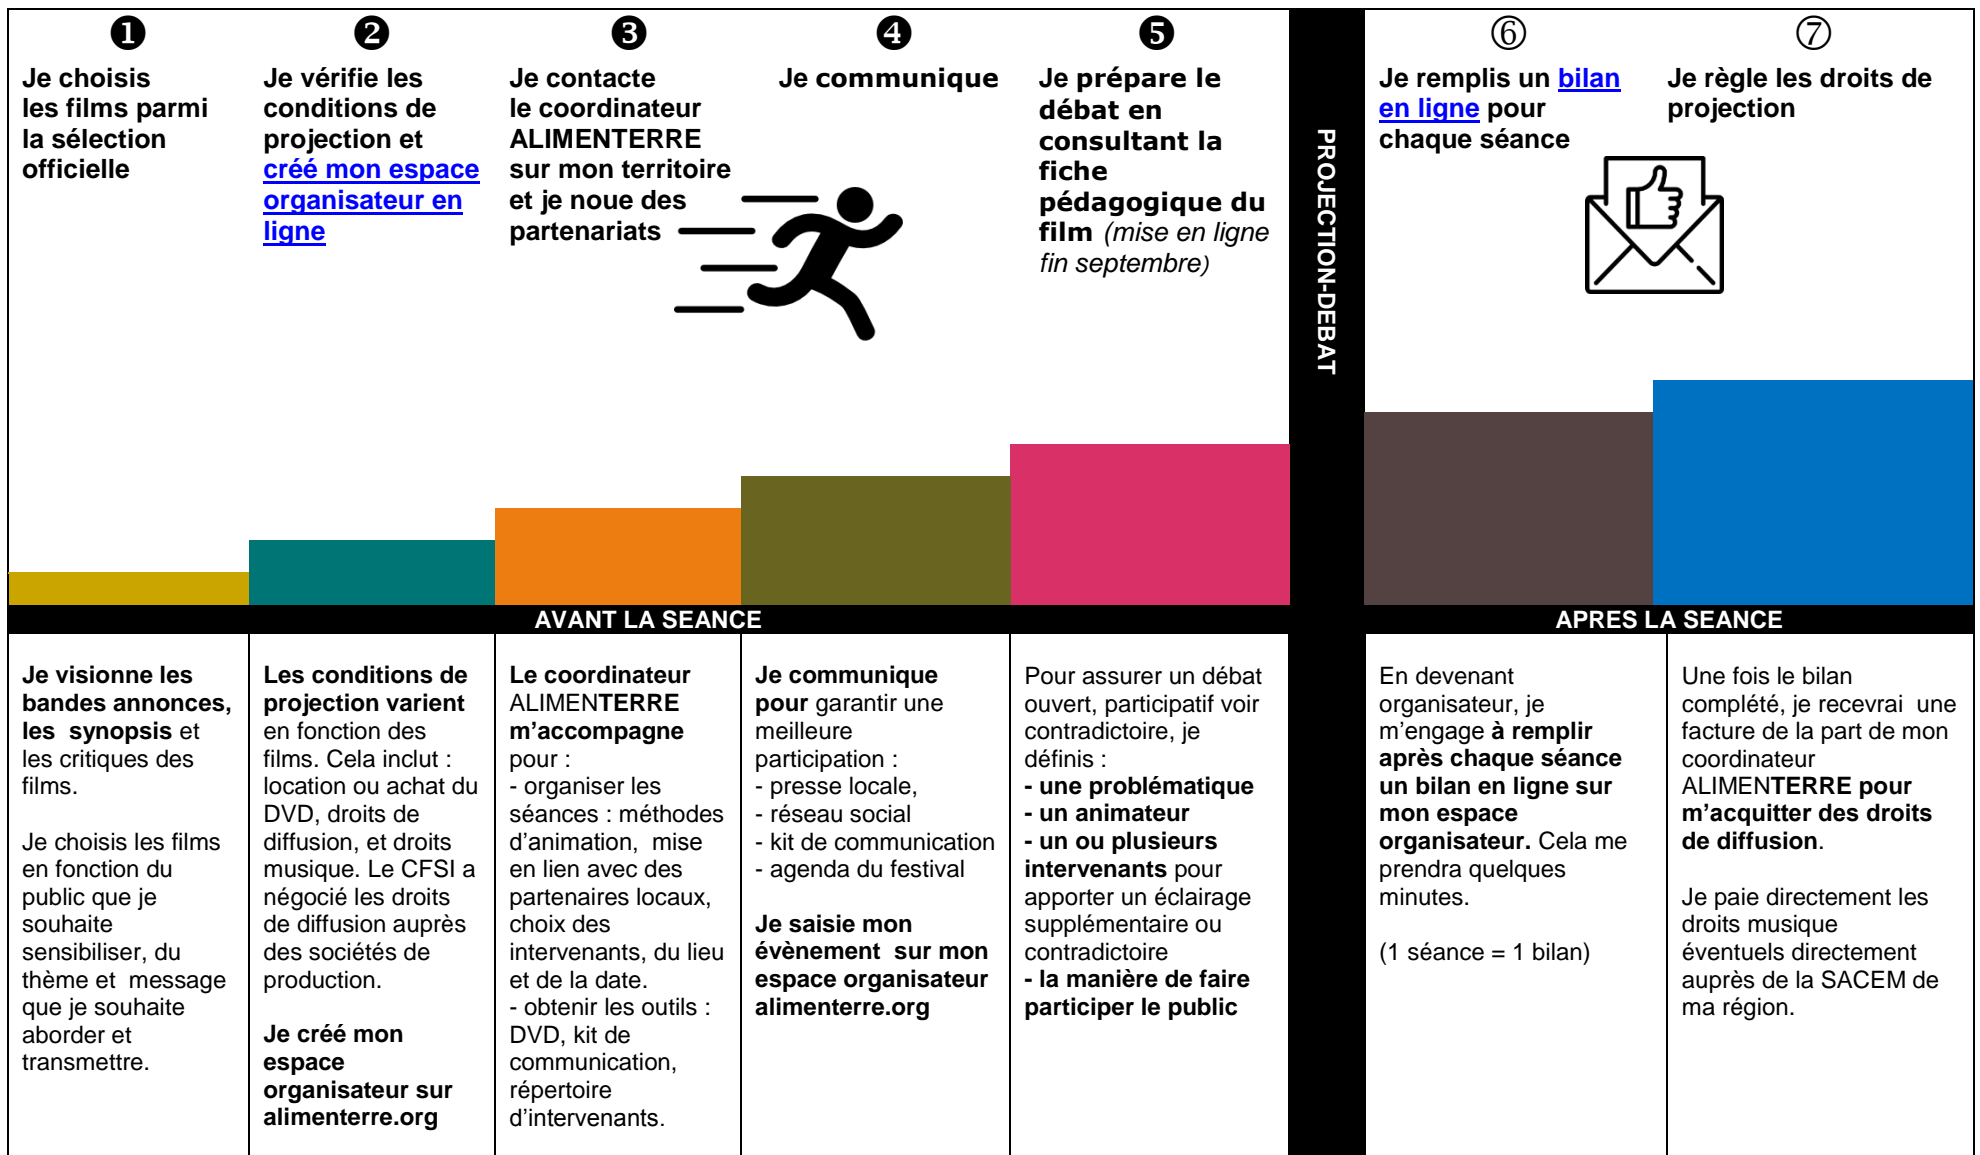 ❶
Je choisis
les films parmi
la sélection
officielle
❷
Je vérifie les
conditions de
projection et
créé mon espace
organisateur en
ligne
❸
Je contacte
le coordinateur
ALIMENTERRE
sur mon territoire
et je noue des
partenariats
❹
Je communique
❺
Je prépare le
débat en
consultant la
fiche
pédagogique du
film (mise en ligne
fin septembre)
PROJECTION-DEBAT
⑥
Je remplis un bilan
en ligne pour
chaque séance
⑦
Je règle les droits de
projection
AVANT LA SEANCE
APRES LA SEANCE
Je visionne les
bandes annonces,
les synopsis et
les critiques des
films.
Je choisis les films
en fonction du
public que je
souhaite
sensibiliser, du
thème et message
que je souhaite
aborder et
transmettre.
Les conditions de
projection varient
en fonction des
films. Cela inclut :
location ou achat du
DVD, droits de
diffusion, et droits
musique. Le CFSI a
négocié les droits
de diffusion auprès
des sociétés de
production.
Je créé mon
espace
organisateur sur
alimenterre.org
Le coordinateur
ALIMENTERRE
m'accompagne
pour :
- organiser les
séances : méthodes
d'animation, mise
en lien avec des
partenaires locaux,
choix des
intervenants, du lieu
et de la date.
- obtenir les outils :
DVD, kit de
communication,
répertoire
d'intervenants.
Je communique
pour garantir une
meilleure
participation :
- presse locale,
- réseau social
- kit de communication
- agenda du festival
Je saisie mon
évènement sur mon
espace organisateur
alimenterre.org
Pour assurer un débat
ouvert, participatif voir
contradictoire, je
définis :
- une problématique
- un animateur
- un ou plusieurs
intervenants pour
apporter un éclairage
supplémentaire ou
contradictoire
- la manière de faire
participer le public
En devenant
organisateur, je
m'engage à remplir
après chaque séance
un bilan en ligne sur
mon espace
organisateur. Cela me
prendra quelques
minutes.
(1 séance = 1 bilan)
Une fois le bilan
complété, je recevrai une
facture de la part de mon
coordinateur
ALIMENTERRE pour
m'acquitter des droits
de diffusion.
Je paie directement les
droits musique
éventuels directement
auprès de la SACEM de
ma région.